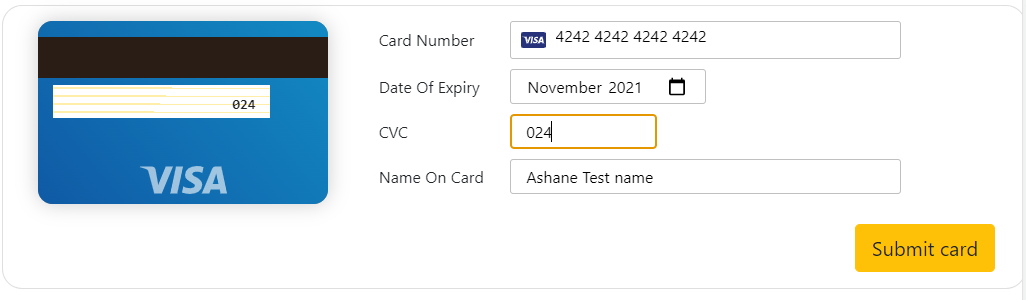 024
VISA
Card Number
VISA 4242 4242 4242 4242
Date Of Expiry
November 2021
CVC
024
Name On Card
Ashane Test name
Submit card